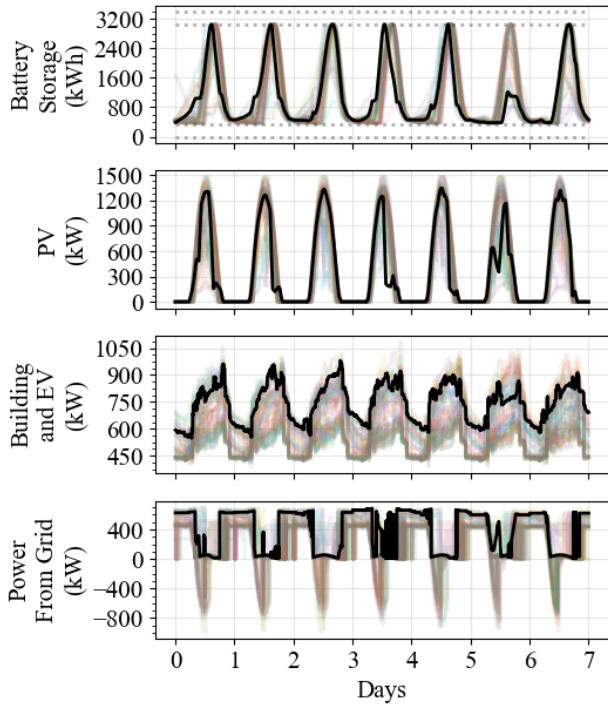 Battery
Storage
(kWh)
3200
2400
1600
800
0
PV
(kW)
1500
1200
900
600
300
0
Building
and EV
(kW)
1050
900
750
600
450
Power
From Grid
(kW)
400
0
−400
−800
0 1 2 3 4 5 6 7
Days